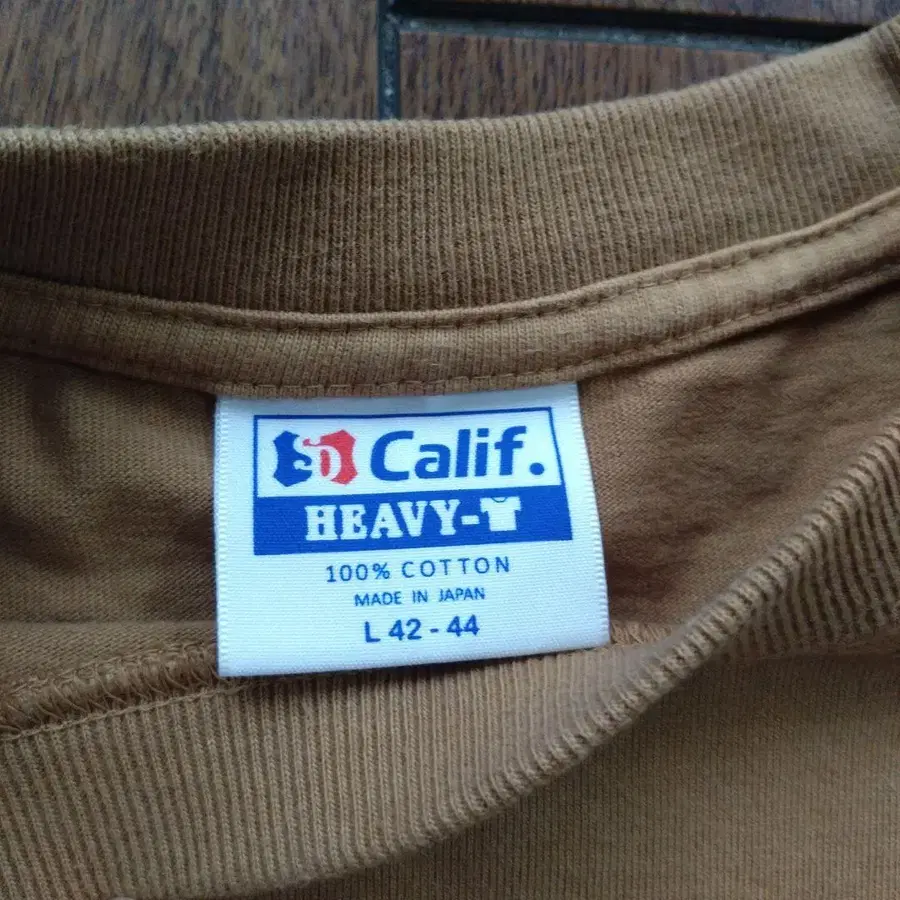 SD Calif.
HEAVY-T
100% COTTON
MADE IN JAPAN
L 42 - 44